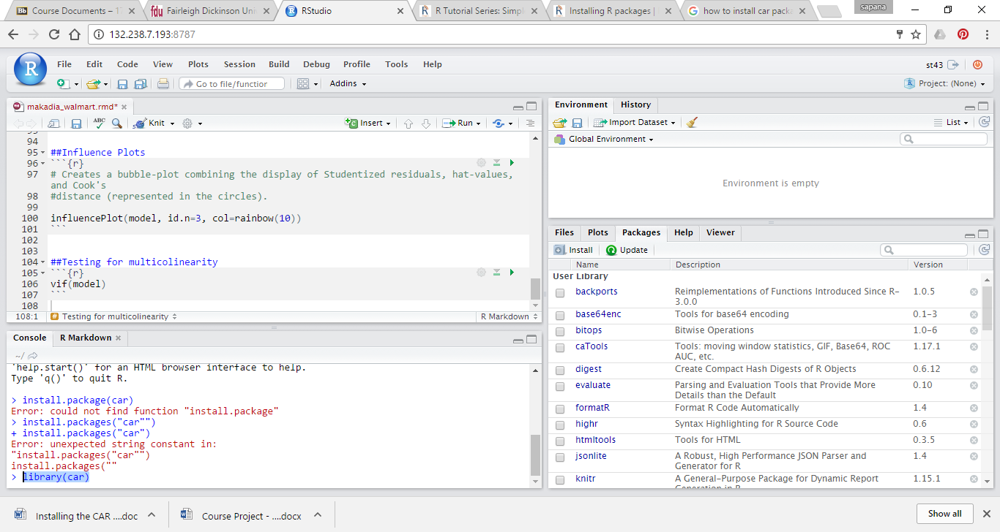 Course Documents – 17
Fairleigh Dickinson Uni
RStudio
R Tutorial Series: Simpl
Installing R packages |
how to install car packa
sapana
132.238.7.193:8787
File Edit Code View Plots Session Build Debug Profile Tools Help
st43
Go to file/function
Addins
Project: (None)
makadia_walmart.rmd*
ABC
Knit
Insert
Run
93
94
95 ##Influence Plots
96 ```{r}
97 # Creates a bubble-plot combining the display of Studentized residuals, hat-values,
and Cook's
98 #distance (represented in the circles).
99
100 influencePlot(model, id.n=3, col=rainbow(10))
101 ```
102
103
104 ##Testing for multicolinearity
105 ```{r}
106 vif(model)
107 ```
108
108:1 # Testing for multicolinearity R Markdown
Console R Markdown
~/
'help.start()' for an HTML browser interface to help.
Type 'q()' to quit R.
> install.package(car)
Error: could not find function "install.package"
> install.packages("car"")
+ install.packages("car")
Error: unexpected string constant in:
"install.packages("car"")
install.packages(""
> library(car)
Environment History
Import Dataset
List
Global Environment
Environment is empty
Files Plots Packages Help Viewer
Install Update
Name Description Version
User Library
backports Reimplementations of Functions Introduced Since R- 1.0.5
3.0.0
base64enc Tools for base64 encoding 0.1-3
bitops Bitwise Operations 1.0-6
caTools Tools: moving window statistics, GIF, Base64, ROC 1.17.1
AUC, etc.
digest Create Compact Hash Digests of R Objects 0.6.12
evaluate Parsing and Evaluation Tools that Provide More 0.10
Details than the Default
formatR Format R Code Automatically 1.4
highr Syntax Highlighting for R Source Code 0.6
htmltools Tools for HTML 0.3.5
jsonlite A Robust, High Performance JSON Parser and 1.4
Generator for R
knitr A General-Purpose Package for Dynamic Report 1.15.1
Generation in R
Installing the CAR ....doc
Course Project - ....docx
Show all